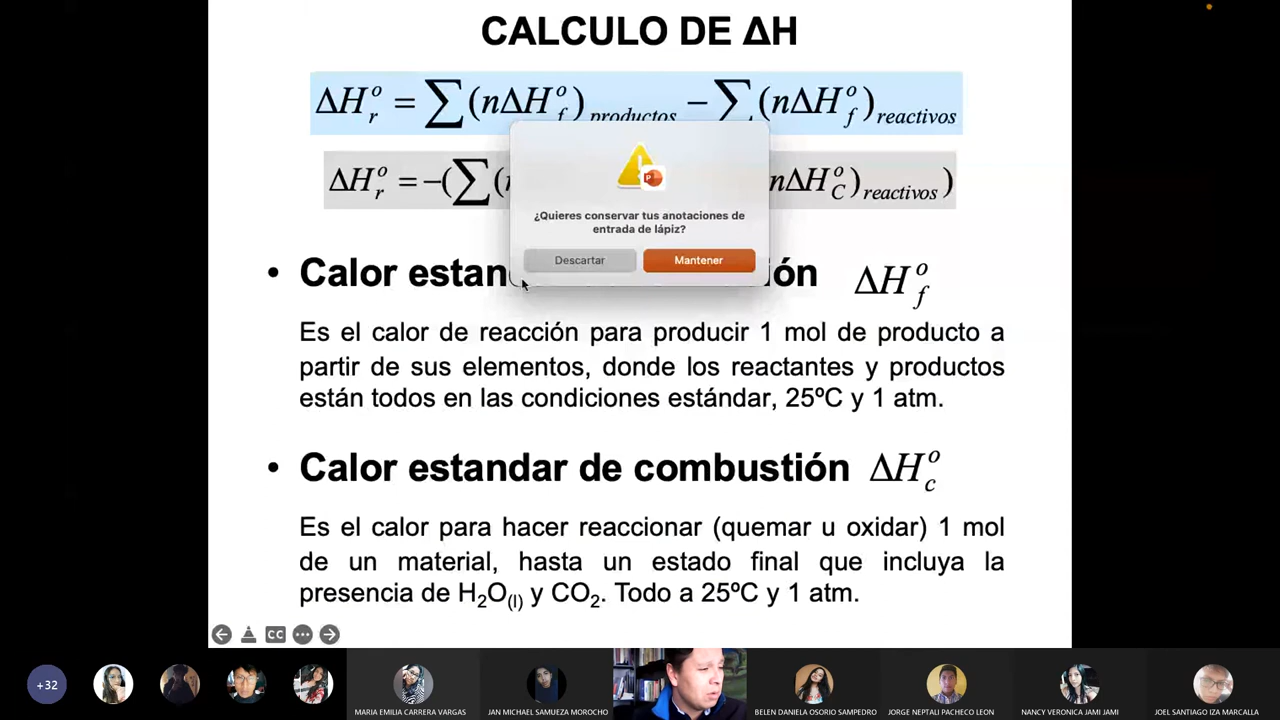 CALCULO DE ΔH
ΔH°r = ∑(nΔH°f)productos − ∑(nΔH°f)reactivos
ΔH°r = −(∑( nΔH°C)reactivos)
¿Quieres conservar tus anotaciones de
entrada de lápiz?
Descartar Mantener
• Calor estan ión ΔH°f
Es el calor de reacción para producir 1 mol de producto a
partir de sus elementos, donde los reactantes y productos
están todos en las condiciones estándar, 25ºC y 1 atm.
• Calor estandar de combustión ΔH°c
Es el calor para hacer reaccionar (quemar u oxidar) 1 mol
de un material, hasta un estado final que incluya la
presencia de H2O(l) y CO2. Todo a 25ºC y 1 atm.
CC
+32
MARIA EMILIA CARRERA VARGAS
JAN MICHAEL SAMUEZA MOROCHO
BELEN DANIELA OSORIO SAMPEDRO
JORGE NEPTALI PACHECO LEON
NANCY VERONICA JAMI JAMI
JOEL SANTIAGO IZA MARCALLA